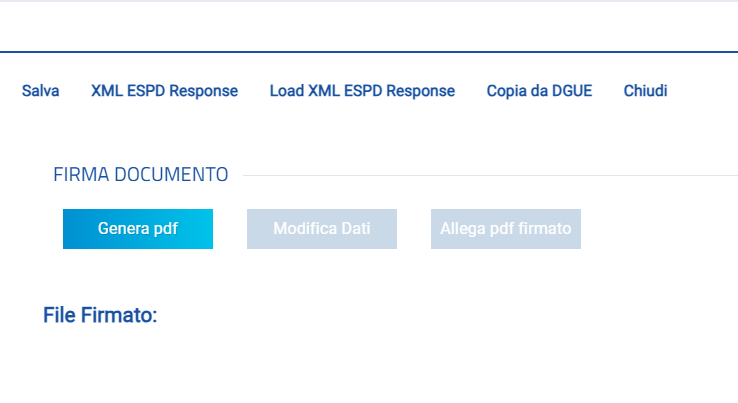 Salva XML ESPD Response Load XML ESPD Response Copia da DGUE Chiudi
FIRMA DOCUMENTO
Genera pdf Modifica Dati Allega pdf firmato
File Firmato: